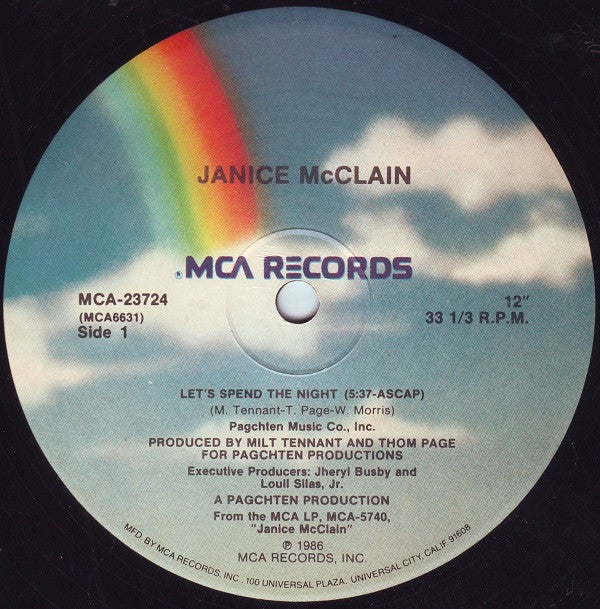 JANICE McCLAIN
®MCA RECORDS
MCA-23724
(MCA6631)
Side 1
12"
33 1/3 R.P.M.
LET'S SPEND THE NIGHT (5:37-ASCAP)
(M. Tennant-T. Page-W. Morris)
Pagchten Music Co., Inc.
PRODUCED BY MILT TENNANT AND THOM PAGE
FOR PAGCHTEN PRODUCTIONS
Executive Producers: Jheryl Busby and
Louil Silas, Jr.
A PAGCHTEN PRODUCTION
From the MCA LP, MCA-5740,
"Janice McClain"
℗ 1986
MCA RECORDS, INC.
MFD BY MCA RECORDS, INC. 100 UNIVERSAL PLAZA, UNIVERSAL CITY, CALIF. 91608